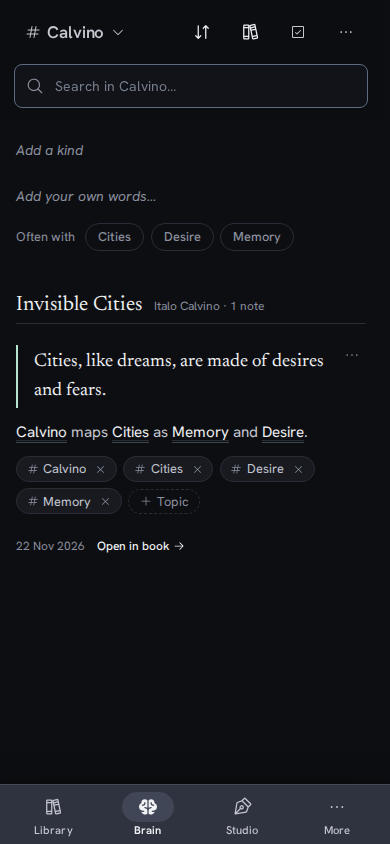 # Calvino
Search in Calvino...
Add a kind
Add your own words...
Often with Cities Desire Memory
Invisible Cities Italo Calvino · 1 note
Cities, like dreams, are made of desires
and fears.
Calvino maps Cities as Memory and Desire.
# Calvino × # Cities × # Desire ×
# Memory × + Topic
22 Nov 2026 Open in book →
Library Brain Studio More